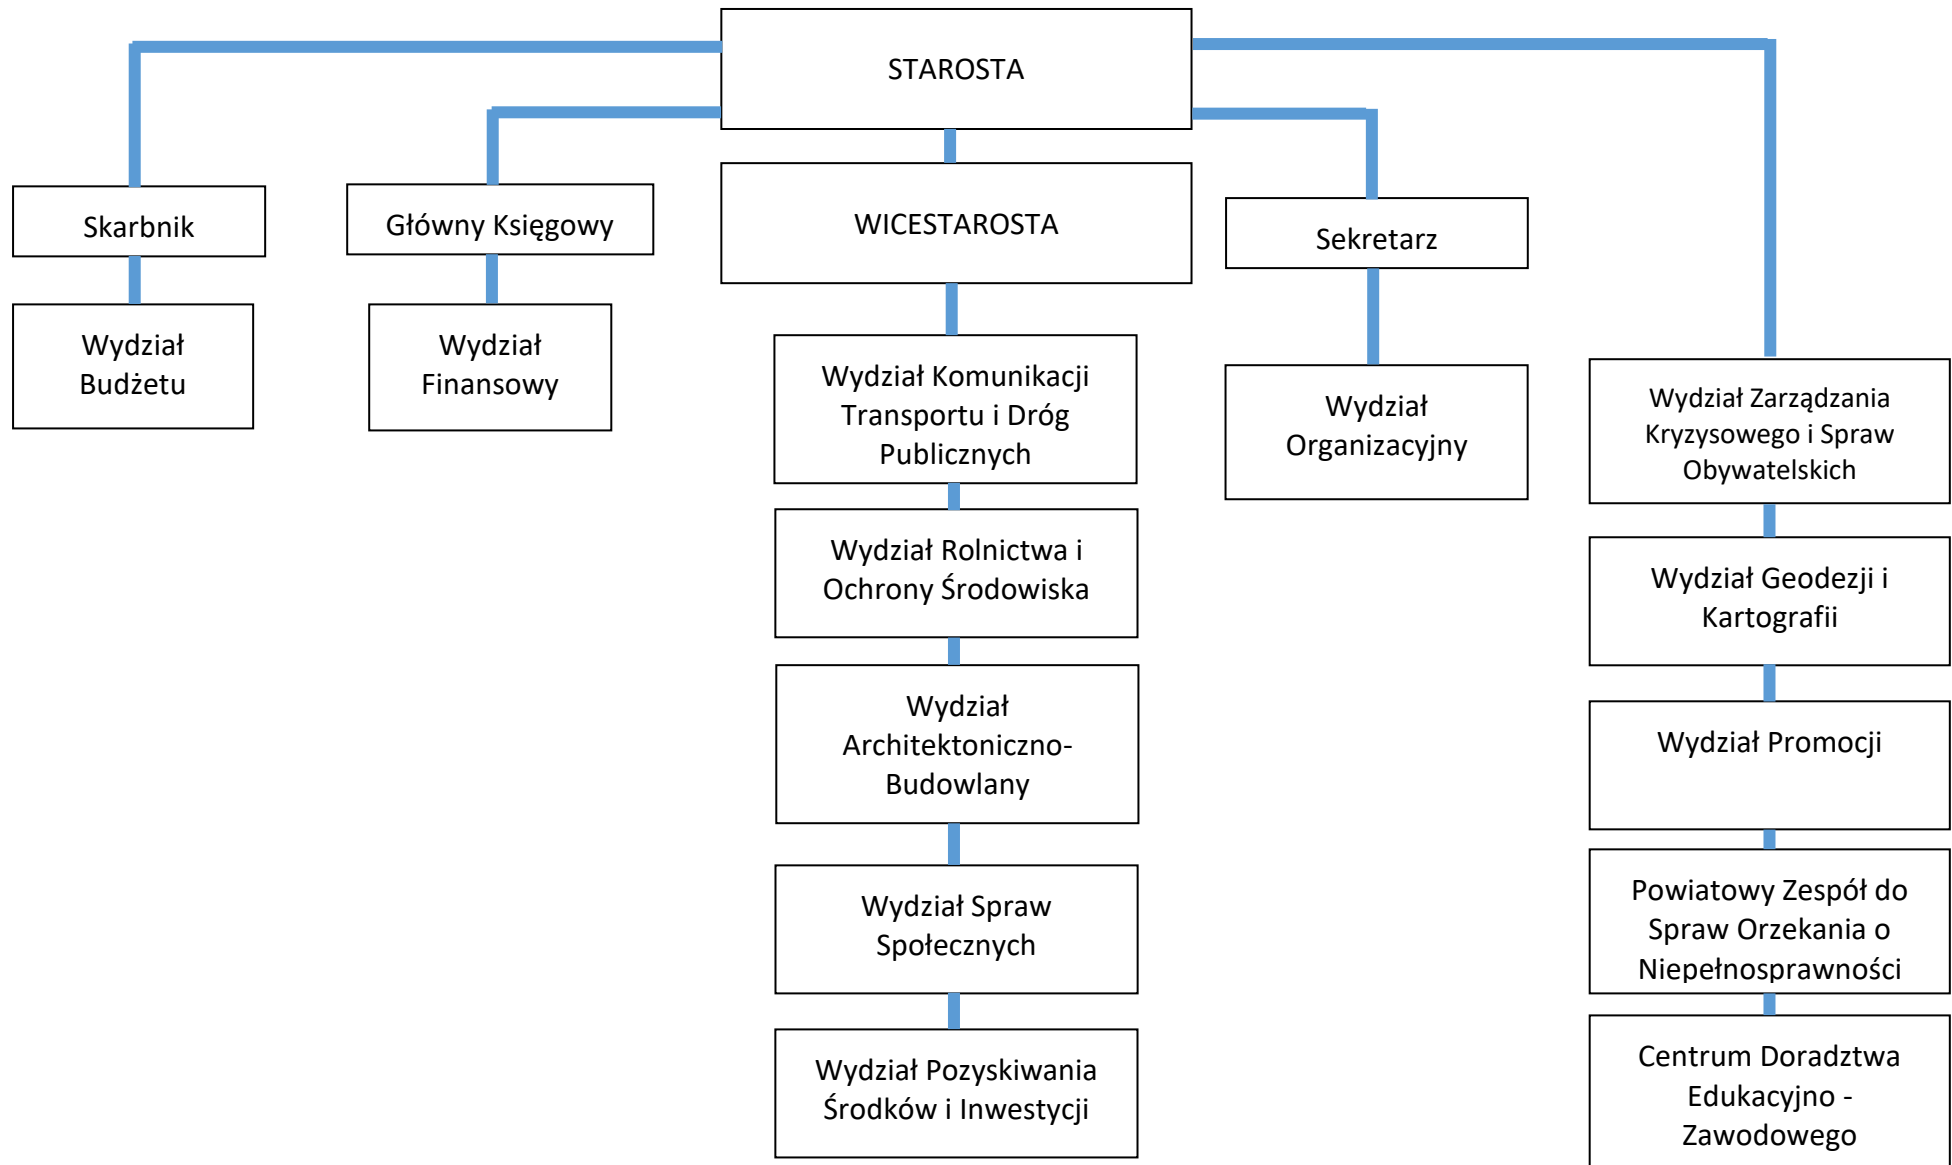 STAROSTA
Skarbnik
Główny Księgowy
WICESTAROSTA
Sekretarz
Wydział
Budżetu
Wydział
Finansowy
Wydział Komunikacji
Transportu i Dróg
Publicznych
Wydział
Organizacyjny
Wydział Zarządzania
Kryzysowego i Spraw
Obywatelskich
Wydział Rolnictwa i
Ochrony Środowiska
Wydział Geodezji i
Kartografii
Wydział
Architektoniczno-
Budowlany
Wydział Promocji
Wydział Spraw
Społecznych
Powiatowy Zespół do
Spraw Orzekania o
Niepełnosprawności
Wydział Pozyskiwania
Środków i Inwestycji
Centrum Doradztwa
Edukacyjno -
Zawodowego